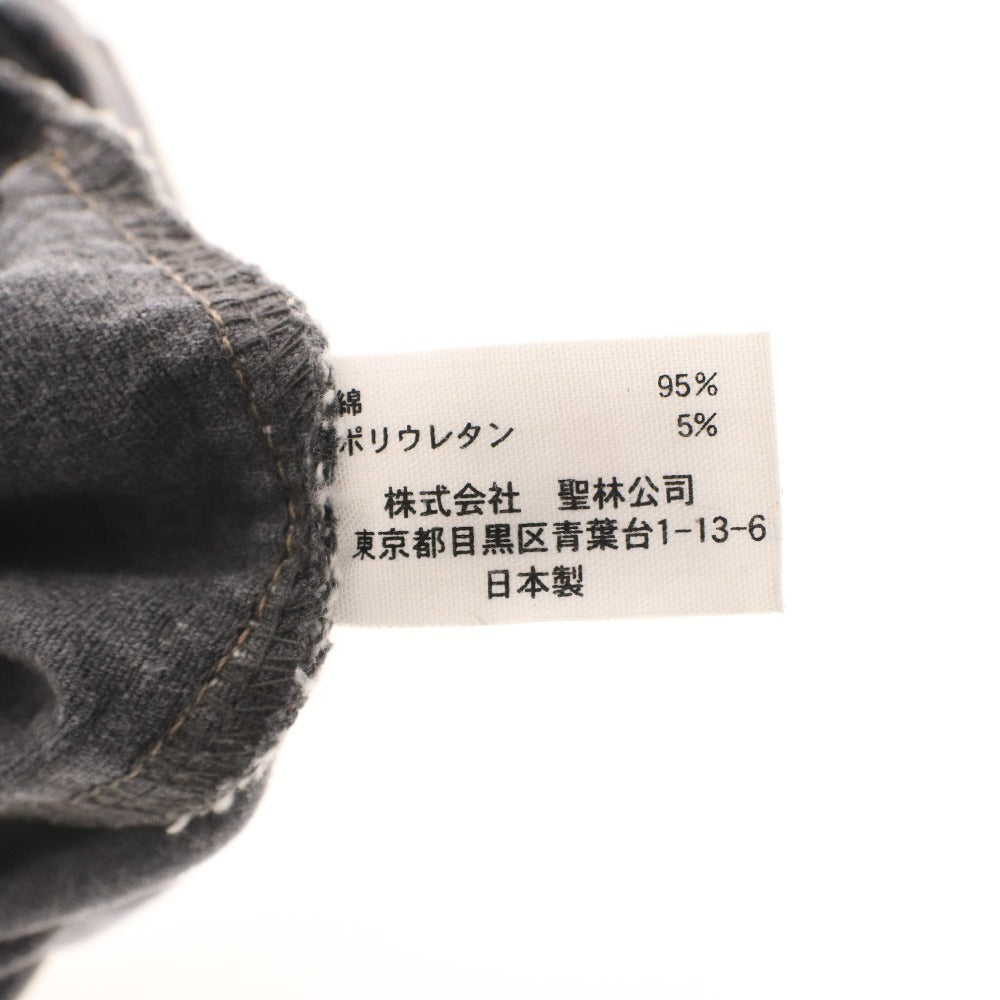 綿 95%
ポリウレタン 5%
株式会社 聖林公司
東京都目黒区青葉台1-13-6
日本製